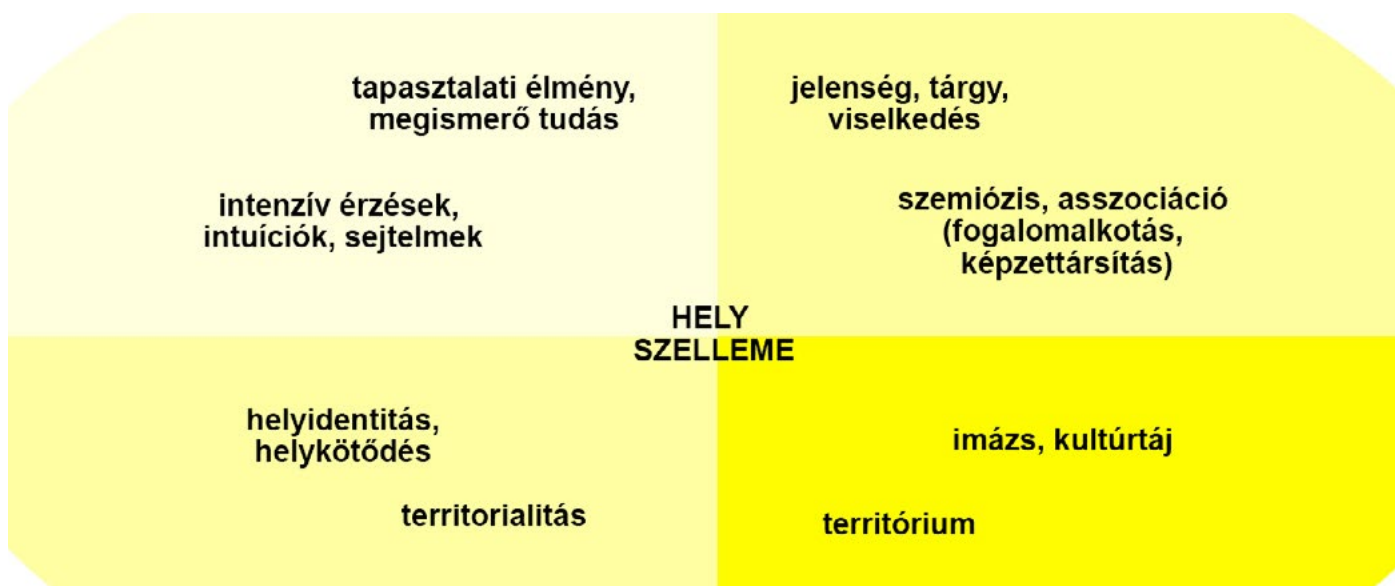 tapasztalati élmény,
megismerő tudás
intenzív érzések,
intuíciók, sejtelmek
jelenség, tárgy,
viselkedés
szemiózis, asszociáció
(fogalomalkotás,
képzettársítás)
HELY
SZELLEME
helyidentitás,
helykötődés
territorialitás
imázs, kultúrtáj
territórium